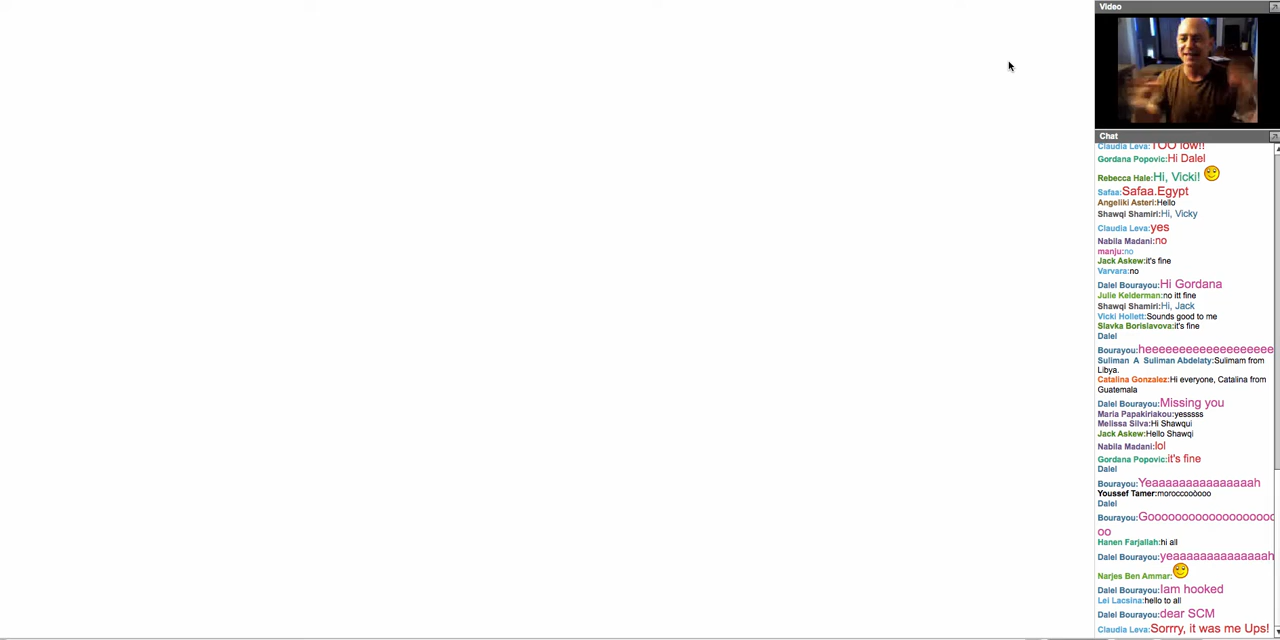 Video
Chat
Claudia Leva:TOO low!!
Gordana Popovic:Hi Dalel
Rebecca Hale:Hi, Vicki!
Safaa:Safaa.Egypt
Angeliki Asteri:Hello
Shawqi Shamiri:Hi, Vicky
Claudia Leva:yes
Nabila Madani:no
manju:no
Jack Askew:it's fine
Varvara:no
Dalel Bourayou:Hi Gordana
Julie Keiderman:no itt fine
Shawqi Shamiri:Hi, Jack
Vicki Hollett:Sounds good to me
Slavka Borislavova:it's fine
Dalel
Bourayou:heeeeeeeeeeeeeeeeeee
Suliman A Suliman Abdelaty:Sulimam from
Libya.
Catalina Gonzalez:Hi everyone, Catalina from
Guatemala
Dalel Bourayou:Missing you
Maria Papakiriakou:yesssss
Melissa Silva:Hi Shawqui
Jack Askew:Hello Shawqi
Nabila Madani:lol
Gordana Popovic:it's fine
Dalel
Bourayou:Yeaaaaaaaaaaaaaaah
Youssef Tamer:moroccooòooo
Dalel
Bourayou:Gooooooooooooooooooo
oo
Hanen Farjallah:hi all
Dalel Bourayou:yeaaaaaaaaaaaaaah
Narjes Ben Ammar:
Dalel Bourayou:Iam hooked
Lei Lacsina:hello to all
Dalel Bourayou:dear SCM
Claudia Leva:Sorrry, it was me Ups!